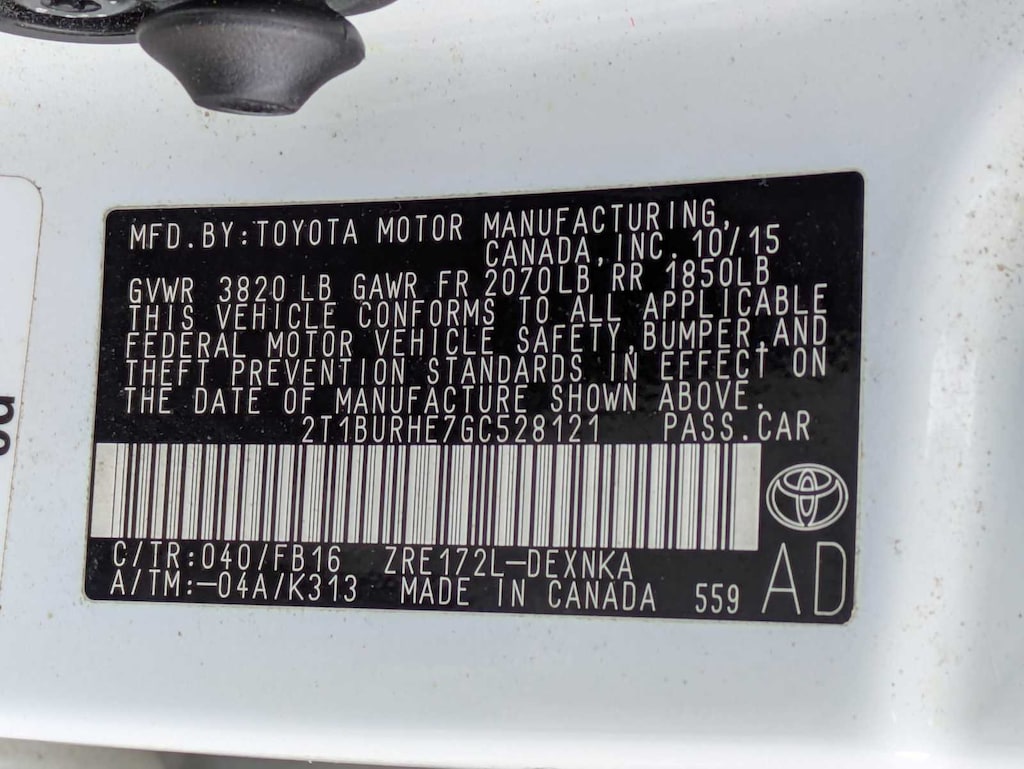 MFD.BY:TOYOTA MOTOR MANUFACTURING,
CANADA,INC.10/15
GVWR 3820 LB GAWR FR 2070LB RR 1850LB
THIS VEHICLE CONFORMS TO ALL APPLICABLE
FEDERAL MOTOR VEHICLE SAFETY,BUMPER,AND
THEFT PREVENTION STANDARDS IN EFFECT ON
THE DATE OF MANUFACTURE SHOWN ABOVE.
2T1BURHE7GC528121 PASS.CAR
C/TR:040/FB16 ZRE172L-DEXNKA
A/TM:-04A/K313 MADE IN CANADA 559 AD